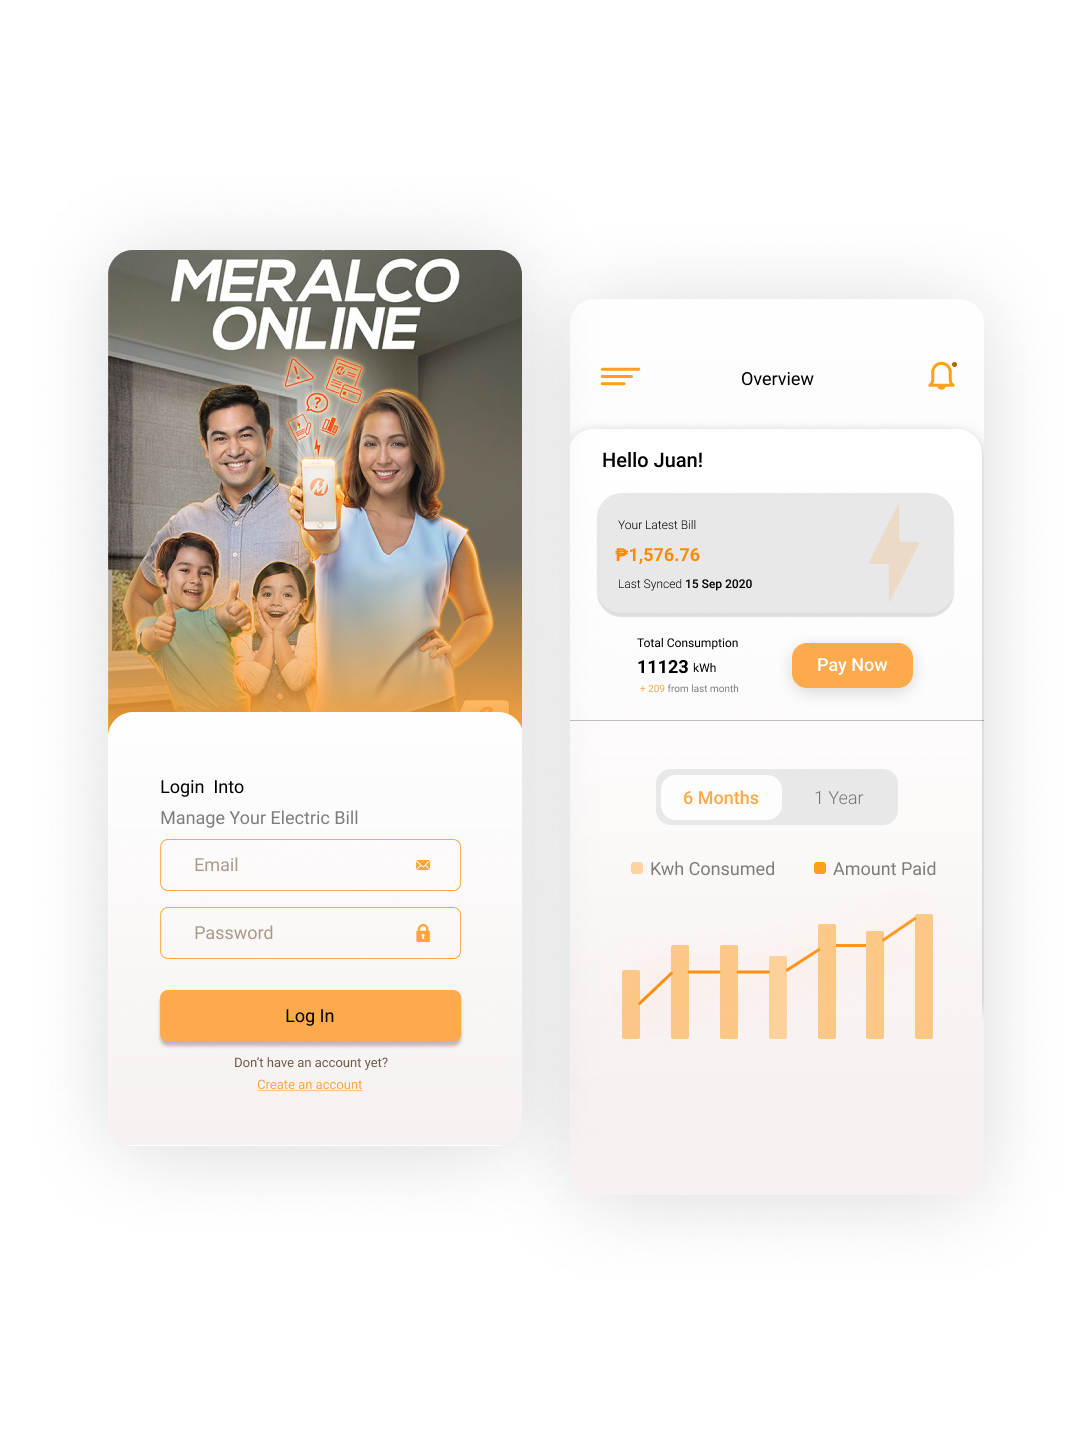 MERALCO
ONLINE
?
Login Into
Manage Your Electric Bill
Email
Password
Log In
Don't have an account yet?
Create an account
Overview
Hello Juan!
Your Latest Bill
₱1,576.76
Last Synced 15 Sep 2020
Total Consumption
11123 kWh
+ 209 from last month
Pay Now
6 Months
1 Year
Kwh Consumed
Amount Paid